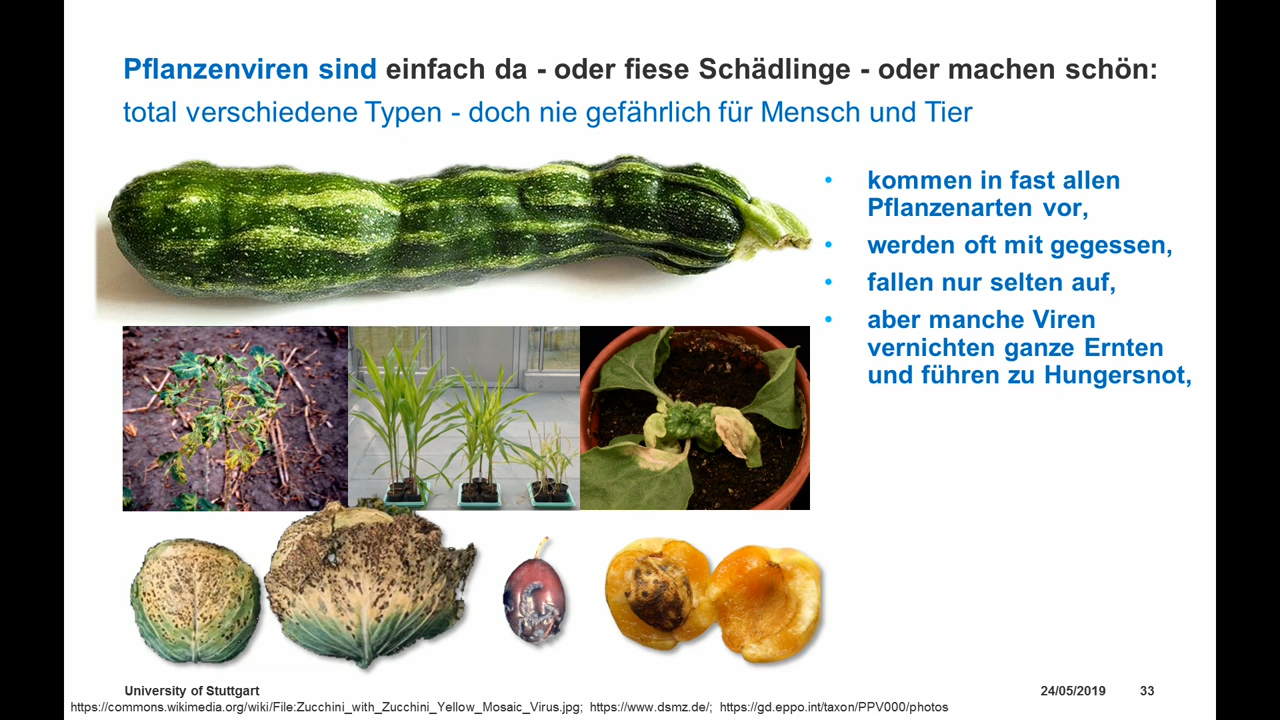 Pflanzenviren sind einfach da - oder fiese Schädlinge - oder machen schön:
total verschiedene Typen - doch nie gefährlich für Mensch und Tier
• kommen in fast allen
Pflanzenarten vor,
• werden oft mit gegessen,
• fallen nur selten auf,
• aber manche Viren
vernichten ganze Ernten
und führen zu Hungersnot,
University of Stuttgart 24/05/2019 33
https://commons.wikimedia.org/wiki/File:Zucchini_with_Zucchini_Yellow_Mosaic_Virus.jpg; https://www.dsmz.de/; https://gd.eppo.int/taxon/PPV000/photos